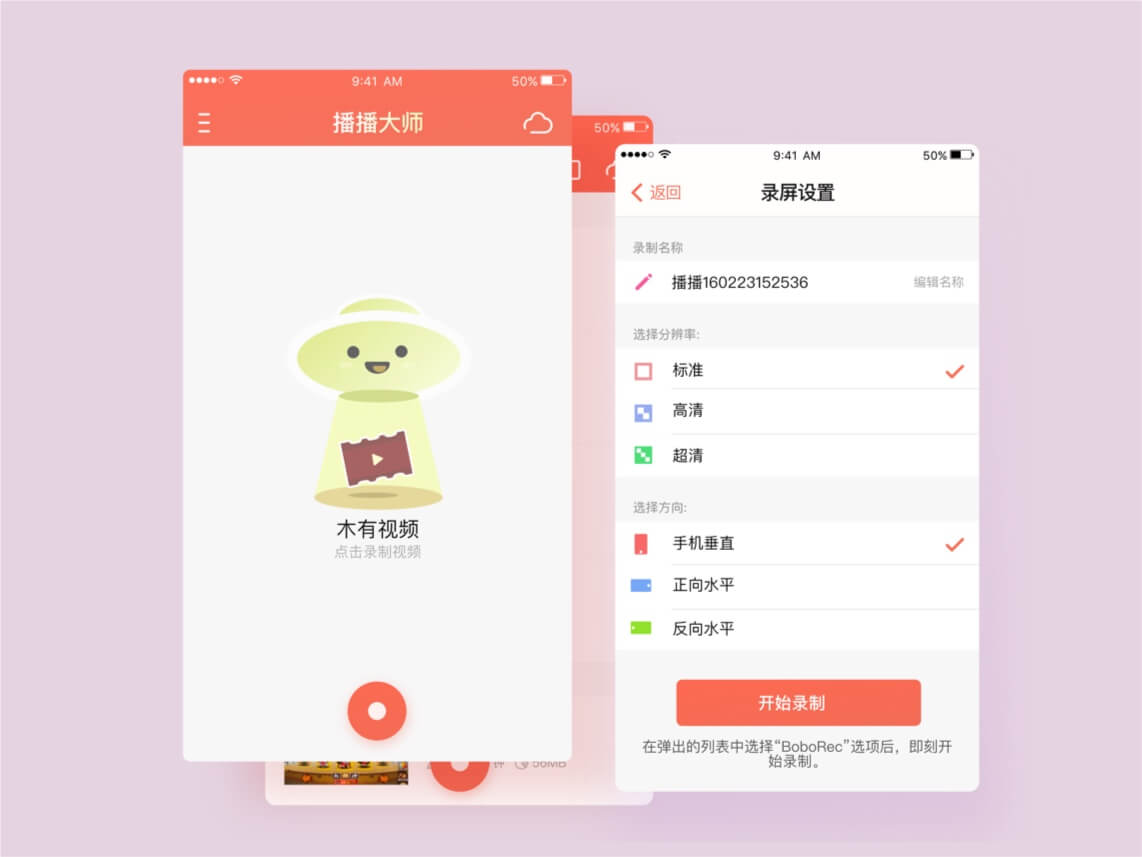 9:41 AM
50%
播播大师
木有视频
点击录制视频
50%
钟
56MB
9:41 AM
50%
返回
录屏设置
录制名称
播播160223152536
编辑名称
选择分辨率:
标准
高清
超清
选择方向:
手机垂直
正向水平
反向水平
开始录制
在弹出的列表中选择“BoboRec”选项后，即刻开
始录制。